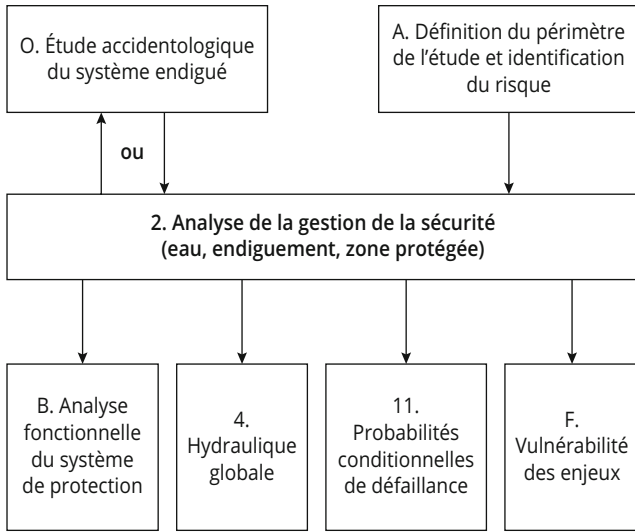 O. Étude accidentologique
du système endigué
A. Définition du périmètre
de l’étude et identification
du risque
ou
2. Analyse de la gestion de la sécurité
(eau, endiguement, zone protégée)
B. Analyse
fonctionnelle
du système
de protection
4.
Hydraulique
globale
11.
Probabilités
conditionnelles
de défaillance
F.
Vulnérabilité
des enjeux